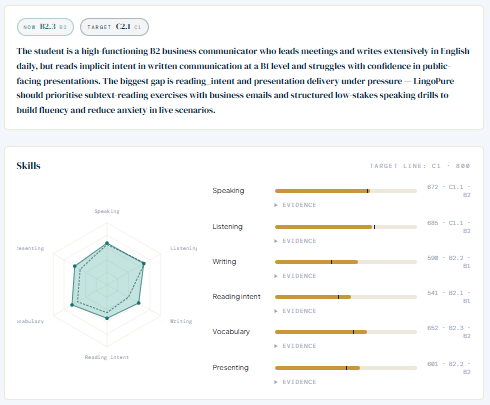 NOW B2.3 B2 TARGET C2.1 C1
The student is a high-functioning B2 business communicator who leads meetings and writes extensively in English
daily, but reads implicit intent in written communication at a B1 level and struggles with confidence in public-
facing presentations. The biggest gap is reading_intent and presentation delivery under pressure — LingoPure
should prioritise subtext-reading exercises with business emails and structured low-stakes speaking drills to
build fluency and reduce anxiety in live scenarios.
Skills
TARGET LINE: C1 · 800
Speaking
672 · C1.1 ·
B2
▸ EVIDENCE
Listening
685 · C1.1 ·
B2
▸ EVIDENCE
Writing
590 · B2.2 ·
B1
▸ EVIDENCE
Reading intent
541 · B2.1 ·
B1
▸ EVIDENCE
Vocabulary
652 · B2.3 ·
B2
▸ EVIDENCE
Presenting
601 · B2.2 ·
B2
▸ EVIDENCE
Speaking
resenting
Listening
ocabulary
Writing
Reading intent